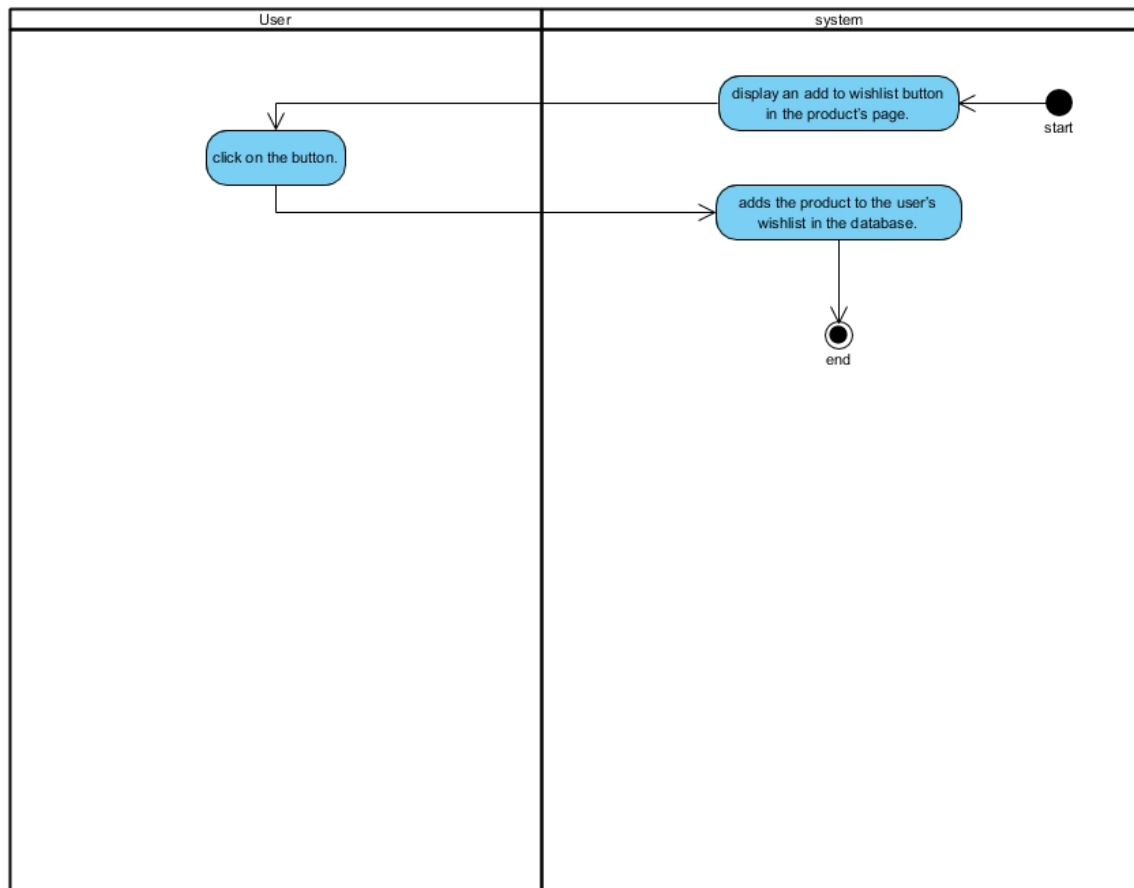 User
system
display an add to wishlist button
in the product's page.
start
click on the button.
adds the product to the user's
wishlist in the database.
end